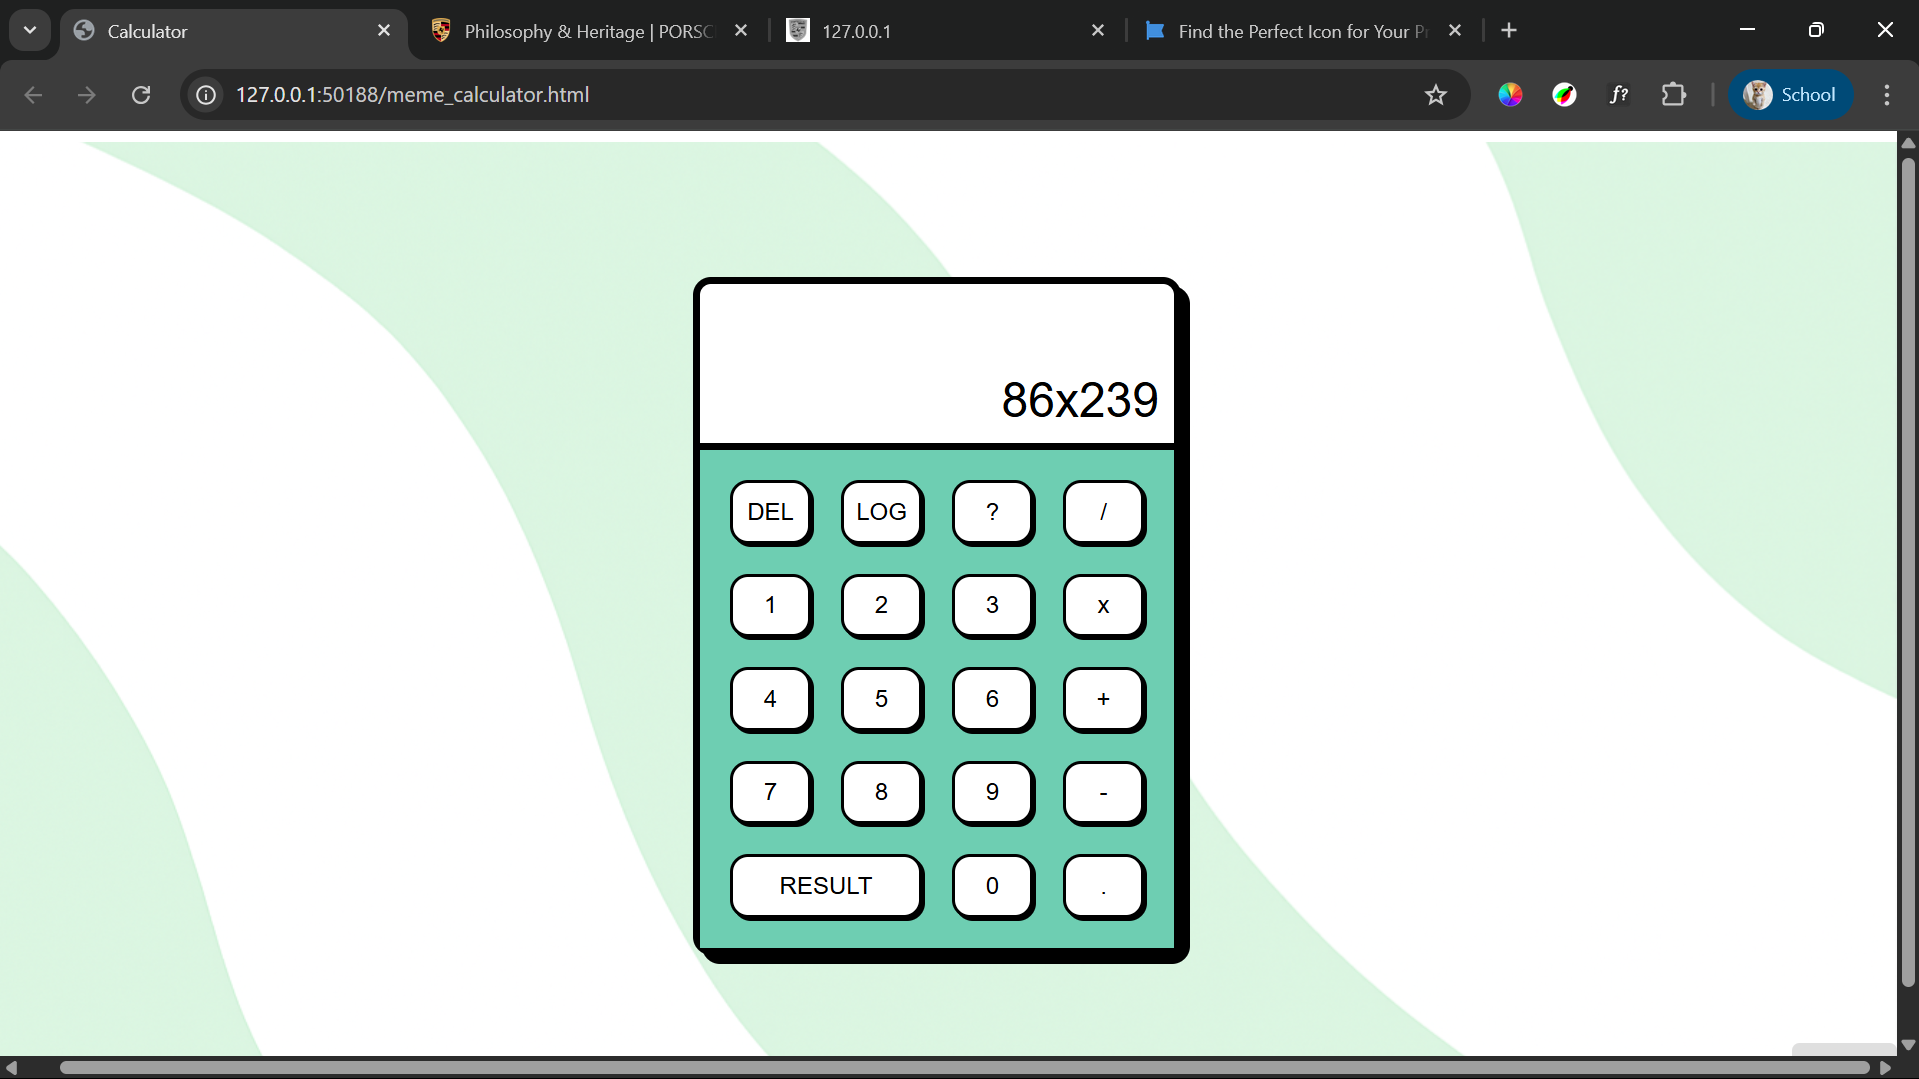 Calculator
Philosophy & Heritage | PORSC
127.0.0.1
Find the Perfect Icon for Your Pr
127.0.0.1:50188/meme_calculator.html
f?
School
86x239
DEL LOG ? /
1 2 3 x
4 5 6 +
7 8 9 -
RESULT 0 .